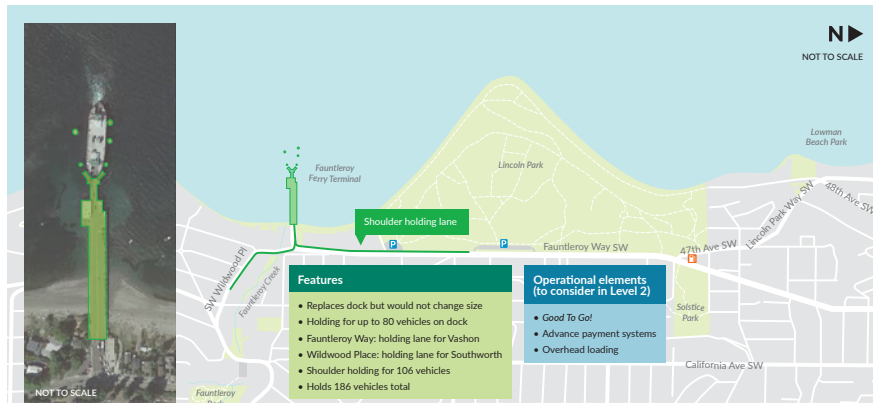 N
NOT TO SCALE
Lowman
Beach Park
Lincoln Park
Fauntleroy
Ferry Terminal
48th Ave SW
Lincoln Park Way SW
Shoulder holding lane
P
P
Fauntleroy Way SW
47th Ave SW
SW Wildwood Pl
Fauntleroy Creek
Features
• Replaces dock but would not change size
• Holding for up to 80 vehicles on dock
• Fauntleroy Way: holding lane for Vashon
• Wildwood Place: holding lane for Southworth
• Shoulder holding for 106 vehicles
• Holds 186 vehicles total
Operational elements
(to consider in Level 2)
• Good To Go!
• Advance payment systems
• Overhead loading
Solstice
Park
California Ave SW
Fauntleroy
Park
NOT TO SCALE